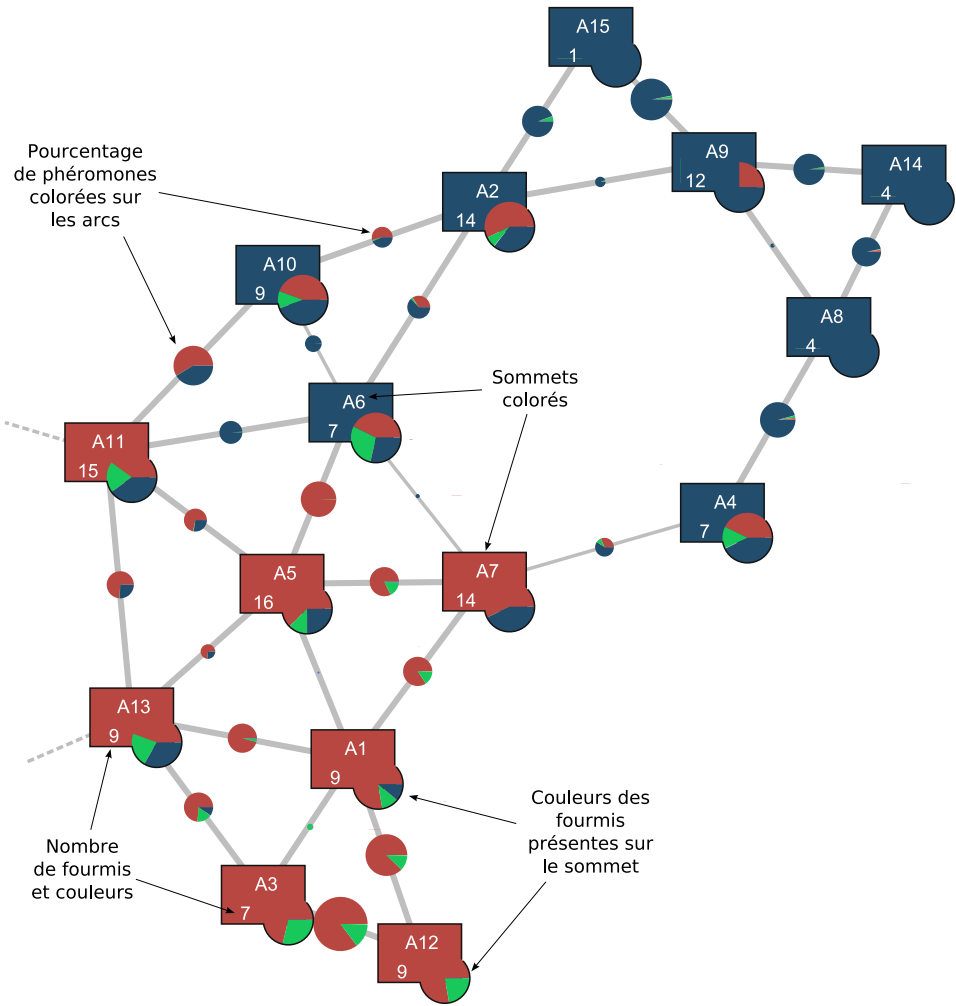 A15
1
A9
12
A14
4
Pourcentage
de phéromones
colorées sur
les arcs
A2
14
A10
9
A8
4
Sommets
colorés
A6
7
A11
15
A4
7
A5
16
A7
14
A13
9
A1
9
Couleurs des
fourmis
présentes sur
le sommet
Nombre
de fourmis
et couleurs
A3
7
A12
9